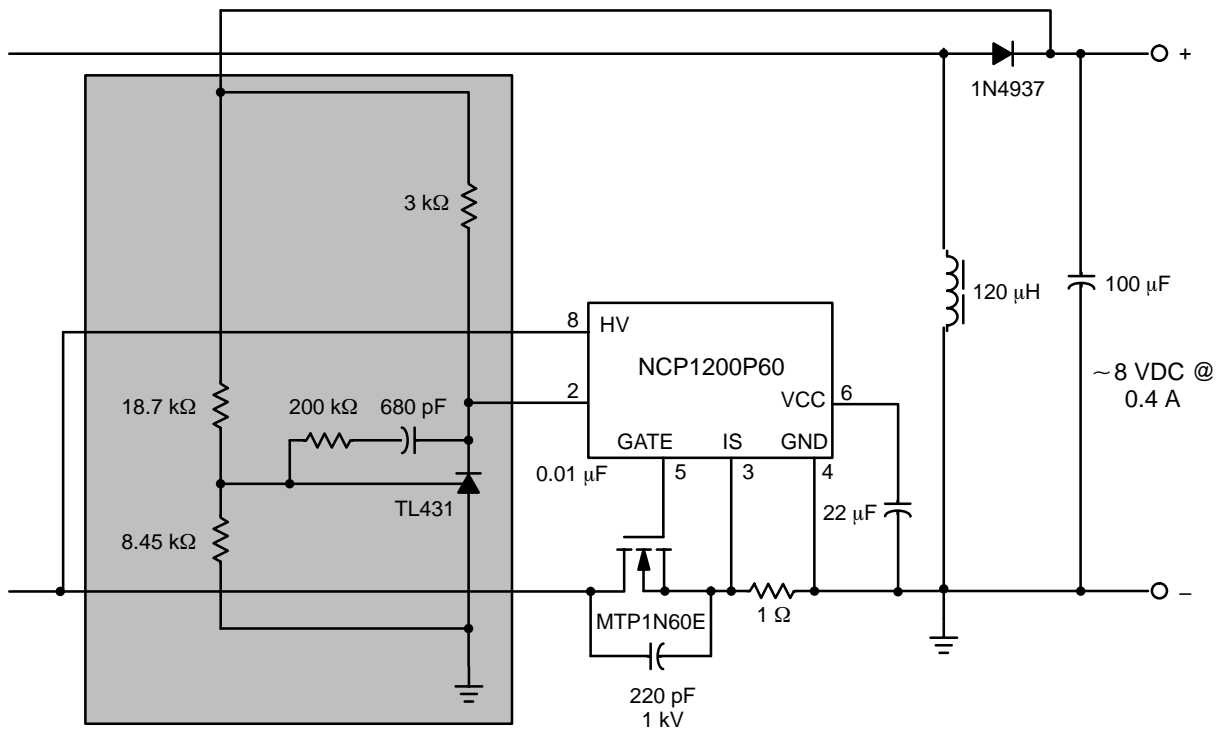 +
1N4937
3 kΩ
120 μH
100 μF
8
HV
NCP1200P60
2
VCC
6
~8 VDC @
0.4 A
18.7 kΩ
200 kΩ
680 pF
GATE
IS
GND
0.01 μF
5
3
4
TL431
22 μF
8.45 kΩ
MTP1N60E
1 Ω
–
220 pF
1 kV